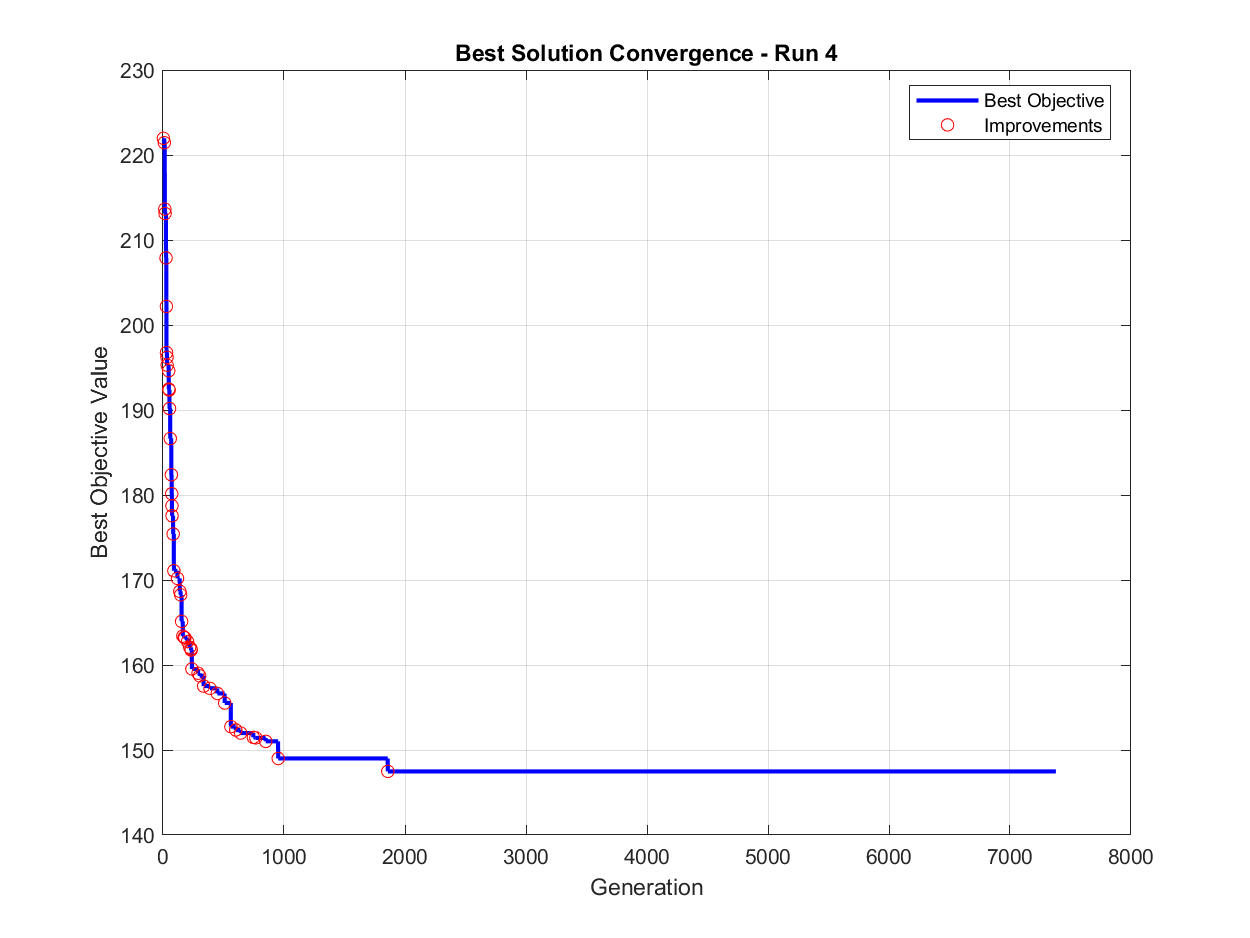 Best Solution Convergence - Run 4
Best Objective
Improvements
Best Objective Value
230
220
210
200
190
180
170
160
150
140
0 1000 2000 3000 4000 5000 6000 7000 8000
Generation